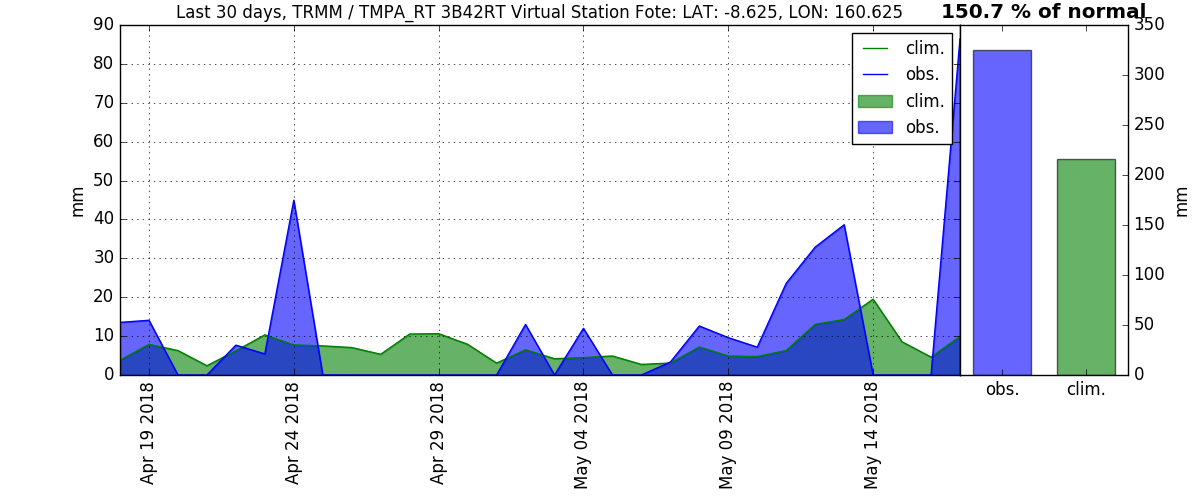 Last 30 days, TRMM / TMPA_RT 3B42RT Virtual Station Fote: LAT: -8.625, LON: 160.625
150.7 % of normal
90
80
70
60
50
40
30
20
10
0
mm
clim.
obs.
clim.
obs.
Apr 19 2018
Apr 24 2018
Apr 29 2018
May 04 2018
May 09 2018
May 14 2018
350
300
250
200
150
100
50
0
mm
obs.
clim.